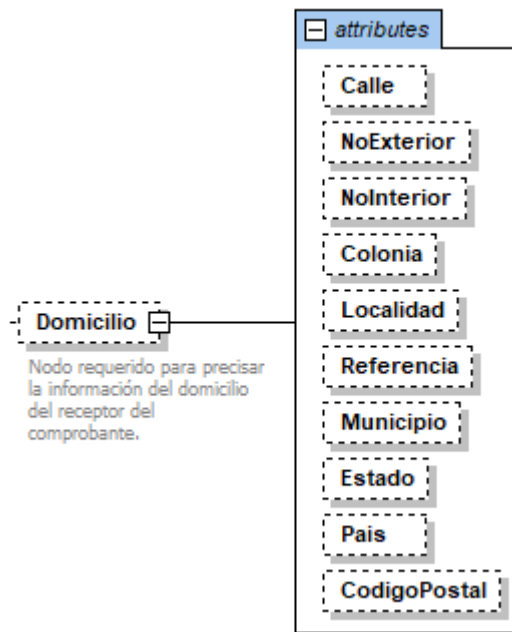 attributes
Calle
NoExterior
NoInterior
Colonia
Localidad
Domicilio
Referencia
Nodo requerido para precisar
la información del domicilio
del receptor del
comprobante.
Municipio
Estado
Pais
CodigoPostal